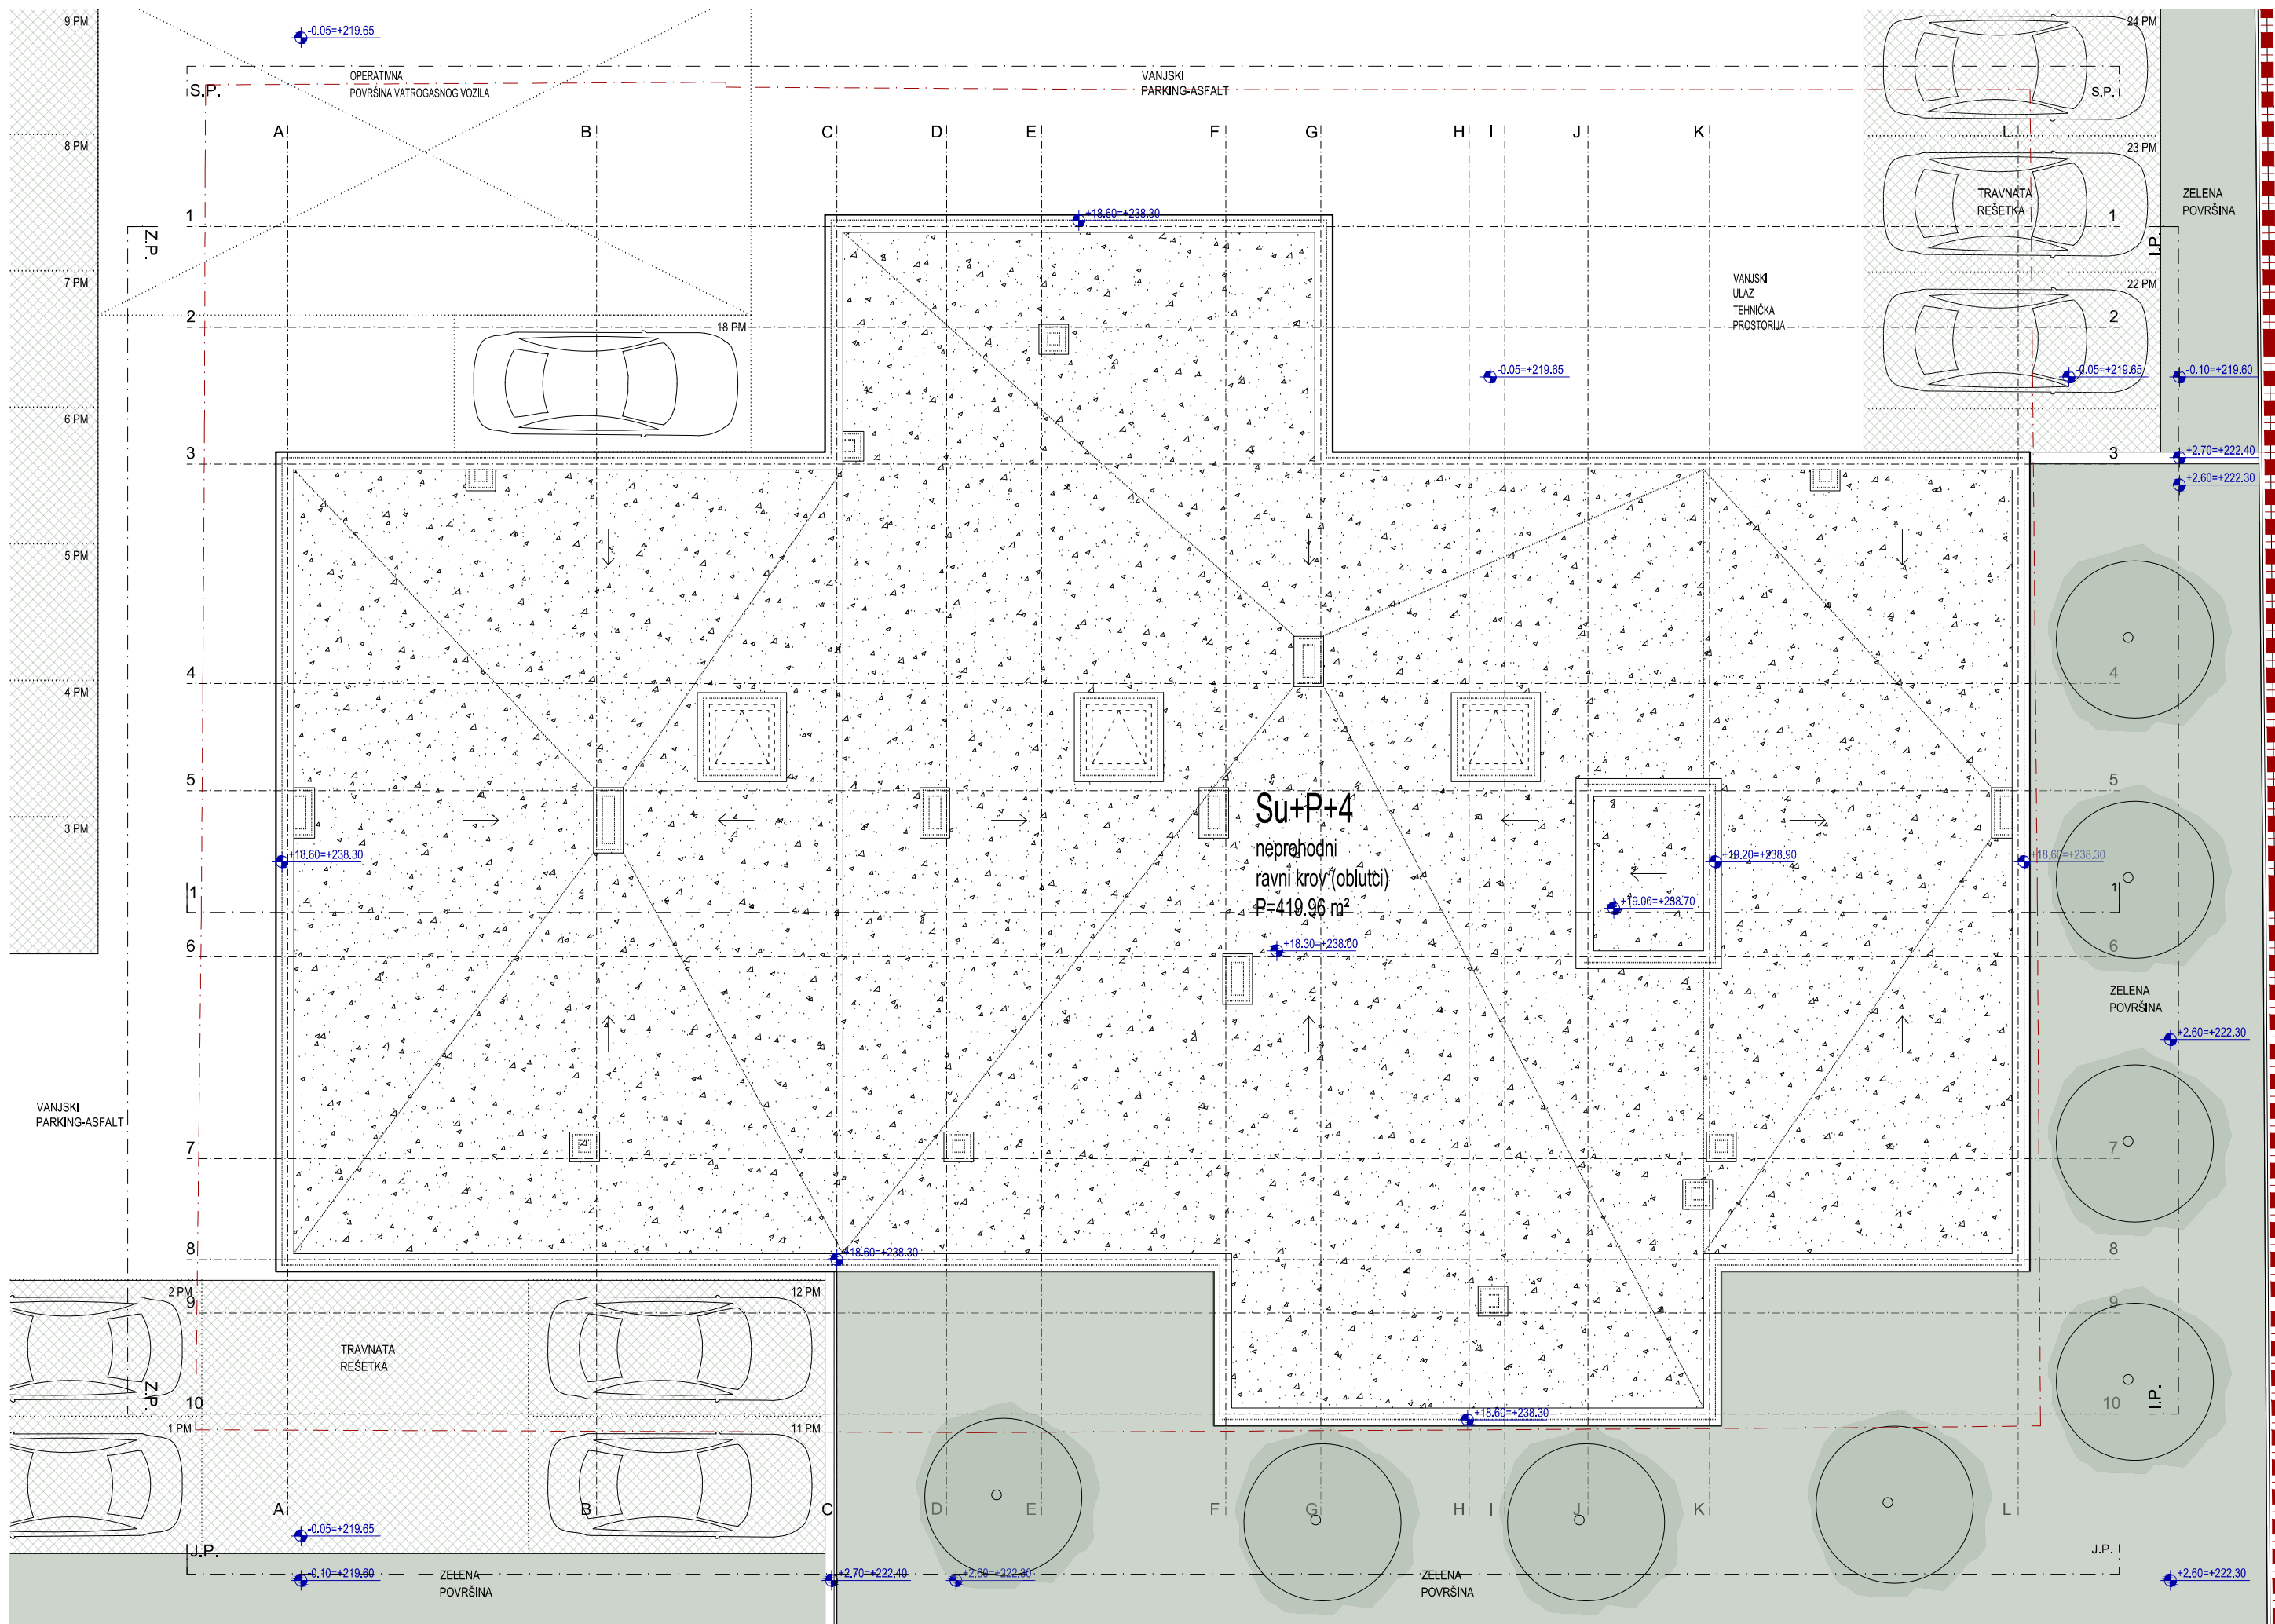 9 PM
-0.05=+219.65
24 PM
OPERATIVNA
POVRŠINA VATROGASNOG VOZILA
VANJSKI
PARKING-ASFALT
S.P.
S.P.
A
B
C
D
E
F
G
H
I
J
K
L
8 PM
23 PM
TRAVNATA
REŠETKA
ZELENA
POVRŠINA
1
+18.60=+238.30
1
Z.P.
I.P.
7 PM
VANJSKI
ULAZ
TEHNIČKA
PROSTORIJA
22 PM
2
18 PM
2
-0.05=+219.65
-0.05=+219.65
-0.10=+219.60
6 PM
3
3
+2.70=+222.40
+2.60=+222.30
5 PM
4
4
4 PM
5
5
3 PM
Su+P+4
neprehodni
ravni krov (oblutci)
P=419.96 m²
+18.60=+238.30
+19.20=+238.90
+18.60=+238.30
1
+19.00=+238.70
1
6
+18.30=+238.00
6
ZELENA
POVRŠINA
+2.60=+222.30
VANJSKI
PARKING-ASFALT
7
7
8
+18.60=+238.30
8
2 PM
9
12 PM
9
TRAVNATA
REŠETKA
Z.P.
10
+18.60=+238.30
10
I.P.
1 PM
11 PM
A
B
C
D
E
F
G
H
I
J
K
L
-0.05=+219.65
J.P.
J.P.
-0.10=+219.60
ZELENA
POVRŠINA
+2.70=+222.40
+2.60=+222.30
ZELENA
POVRŠINA
+2.60=+222.30